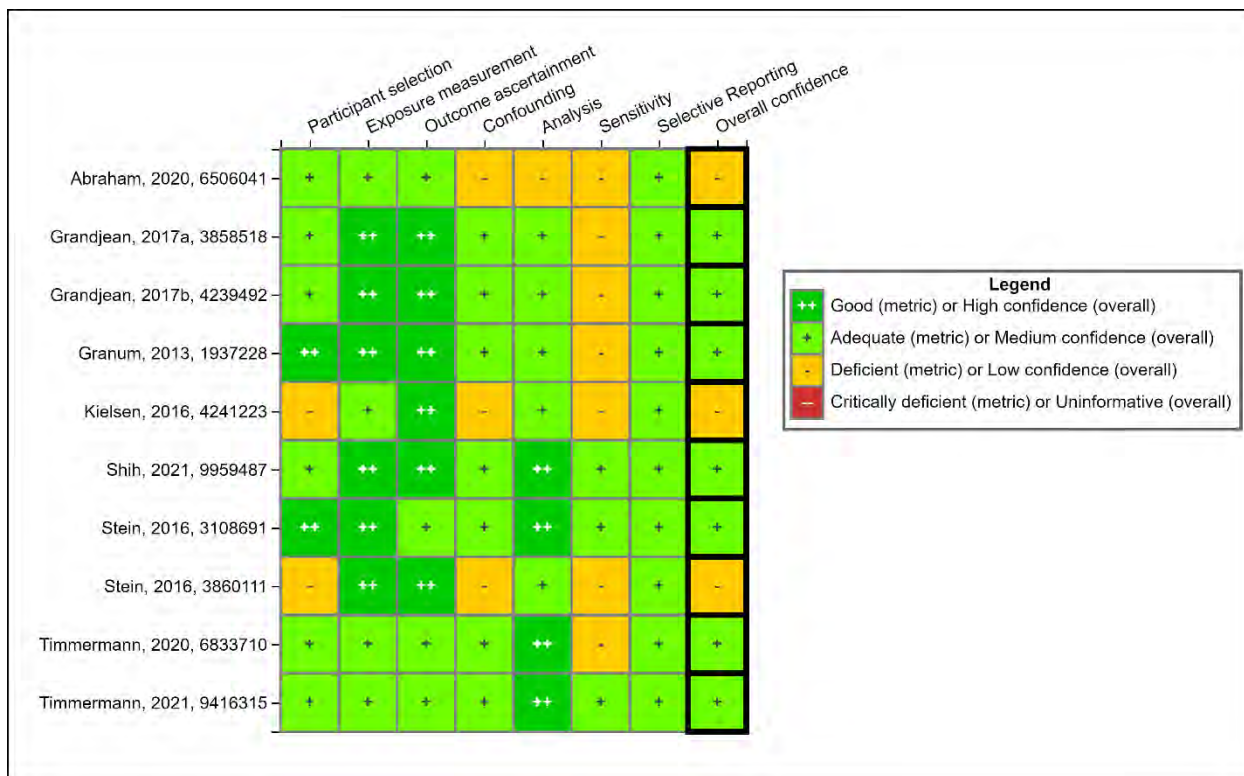 Participant selection
Exposure measurement
Outcome ascertainment
Confounding
Analysis
Sensitivity
Selective Reporting
Overall confidence
Abraham, 2020, 6506041 + + + - - - + -
Grandjean, 2017a, 3858518 + ++ ++ + + - + +
Grandjean, 2017b, 4239492 + ++ ++ + + - + +
Granum, 2013, 1937228 ++ ++ ++ + + - + +
Kielsen, 2016, 4241223 - + ++ - + - + -
Shih, 2021, 9959487 + ++ ++ + ++ + + +
Stein, 2016, 3108691 ++ ++ + + ++ + + +
Stein, 2016, 3860111 - ++ ++ - + - + -
Timmermann, 2020, 6833710 + + + + ++ - + +
Timmermann, 2021, 9416315 + + + + ++ + + +
Legend
++ Good (metric) or High confidence (overall)
+ Adequate (metric) or Medium confidence (overall)
- Deficient (metric) or Low confidence (overall)
-- Critically deficient (metric) or Uninformative (overall)